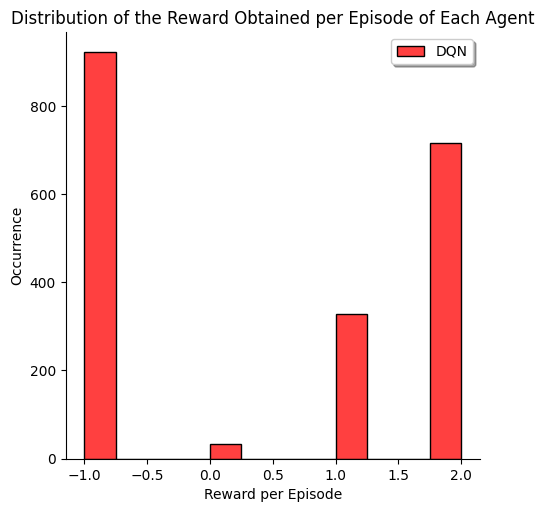 Distribution of the Reward Obtained per Episode of Each Agent
DQN
800
600
400
200
0
Occurrence
−1.0 −0.5 0.0 0.5 1.0 1.5 2.0
Reward per Episode